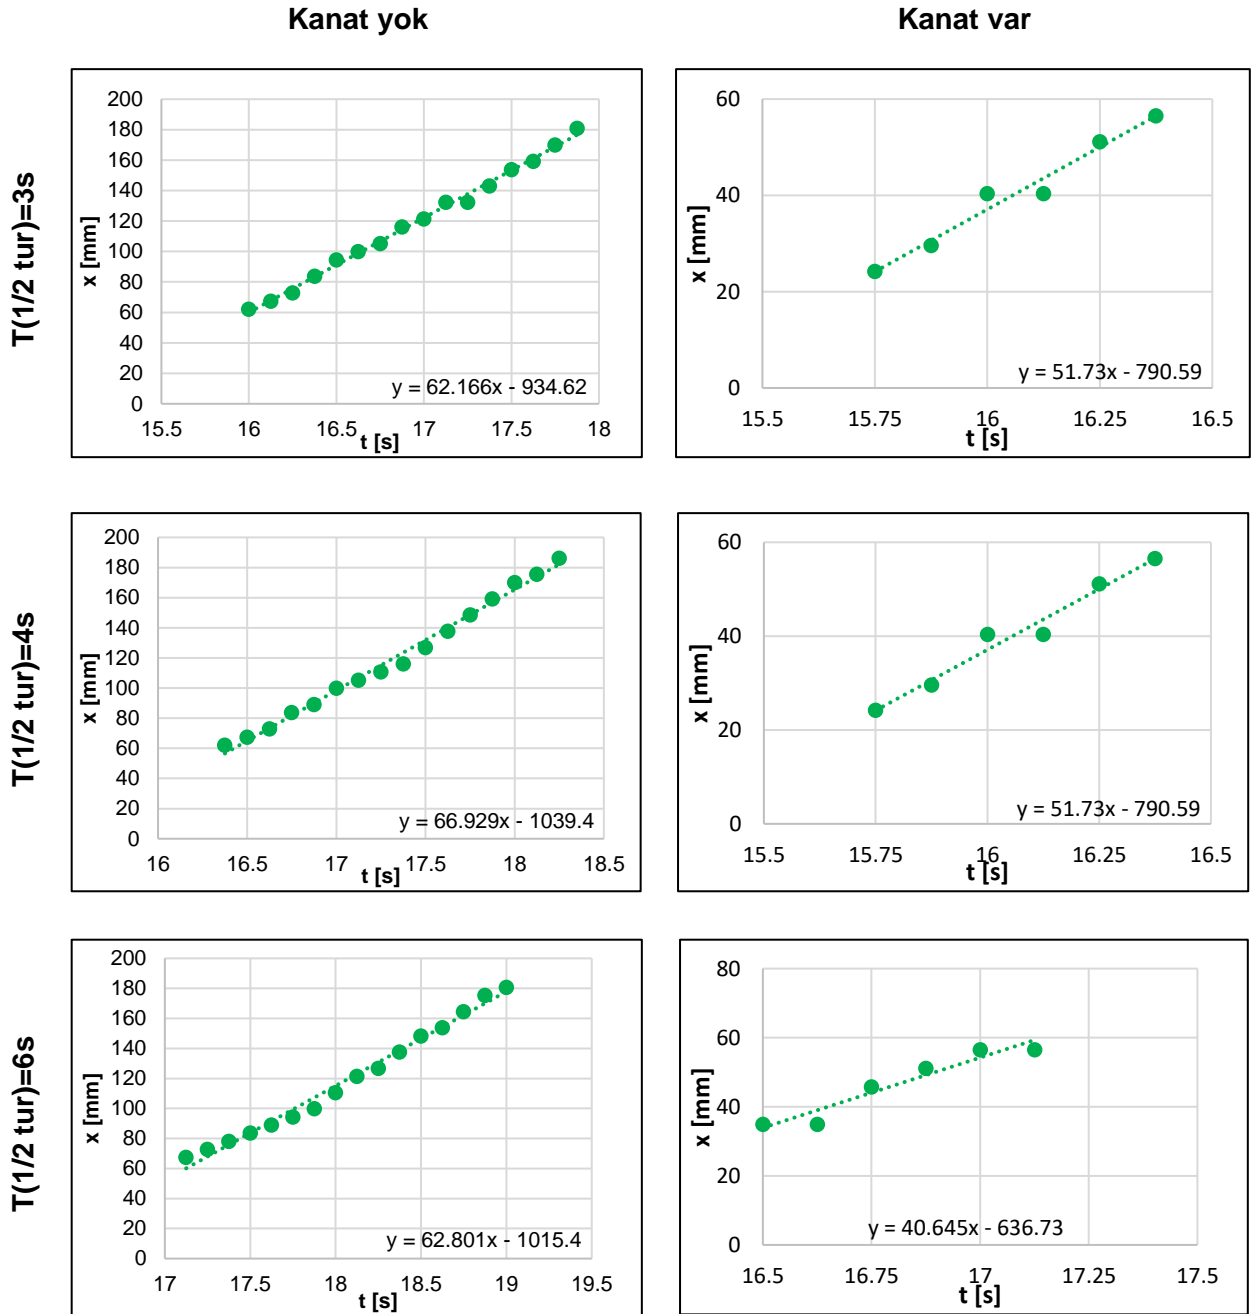 Kanat yok
Kanat var
T(1/2 tur)=3s
x [mm]
200
180
160
140
120
100
80
60
40
20
0
y = 62.166x - 934.62
15.5 16 16.5 17 17.5 18
t [s]
x [mm]
60
40
20
0
y = 51.73x - 790.59
15.5 15.75 16 16.25 16.5
t [s]
T(1/2 tur)=4s
x [mm]
200
180
160
140
120
100
80
60
40
20
0
y = 66.929x - 1039.4
16 16.5 17 17.5 18 18.5
t [s]
x [mm]
60
40
20
0
y = 51.73x - 790.59
15.5 15.75 16 16.25 16.5
t [s]
T(1/2 tur)=6s
x [mm]
200
180
160
140
120
100
80
60
40
20
0
y = 62.801x - 1015.4
17 17.5 18 18.5 19 19.5
t [s]
x [mm]
80
60
40
20
0
y = 40.645x - 636.73
16.5 16.75 17 17.25 17.5
t [s]